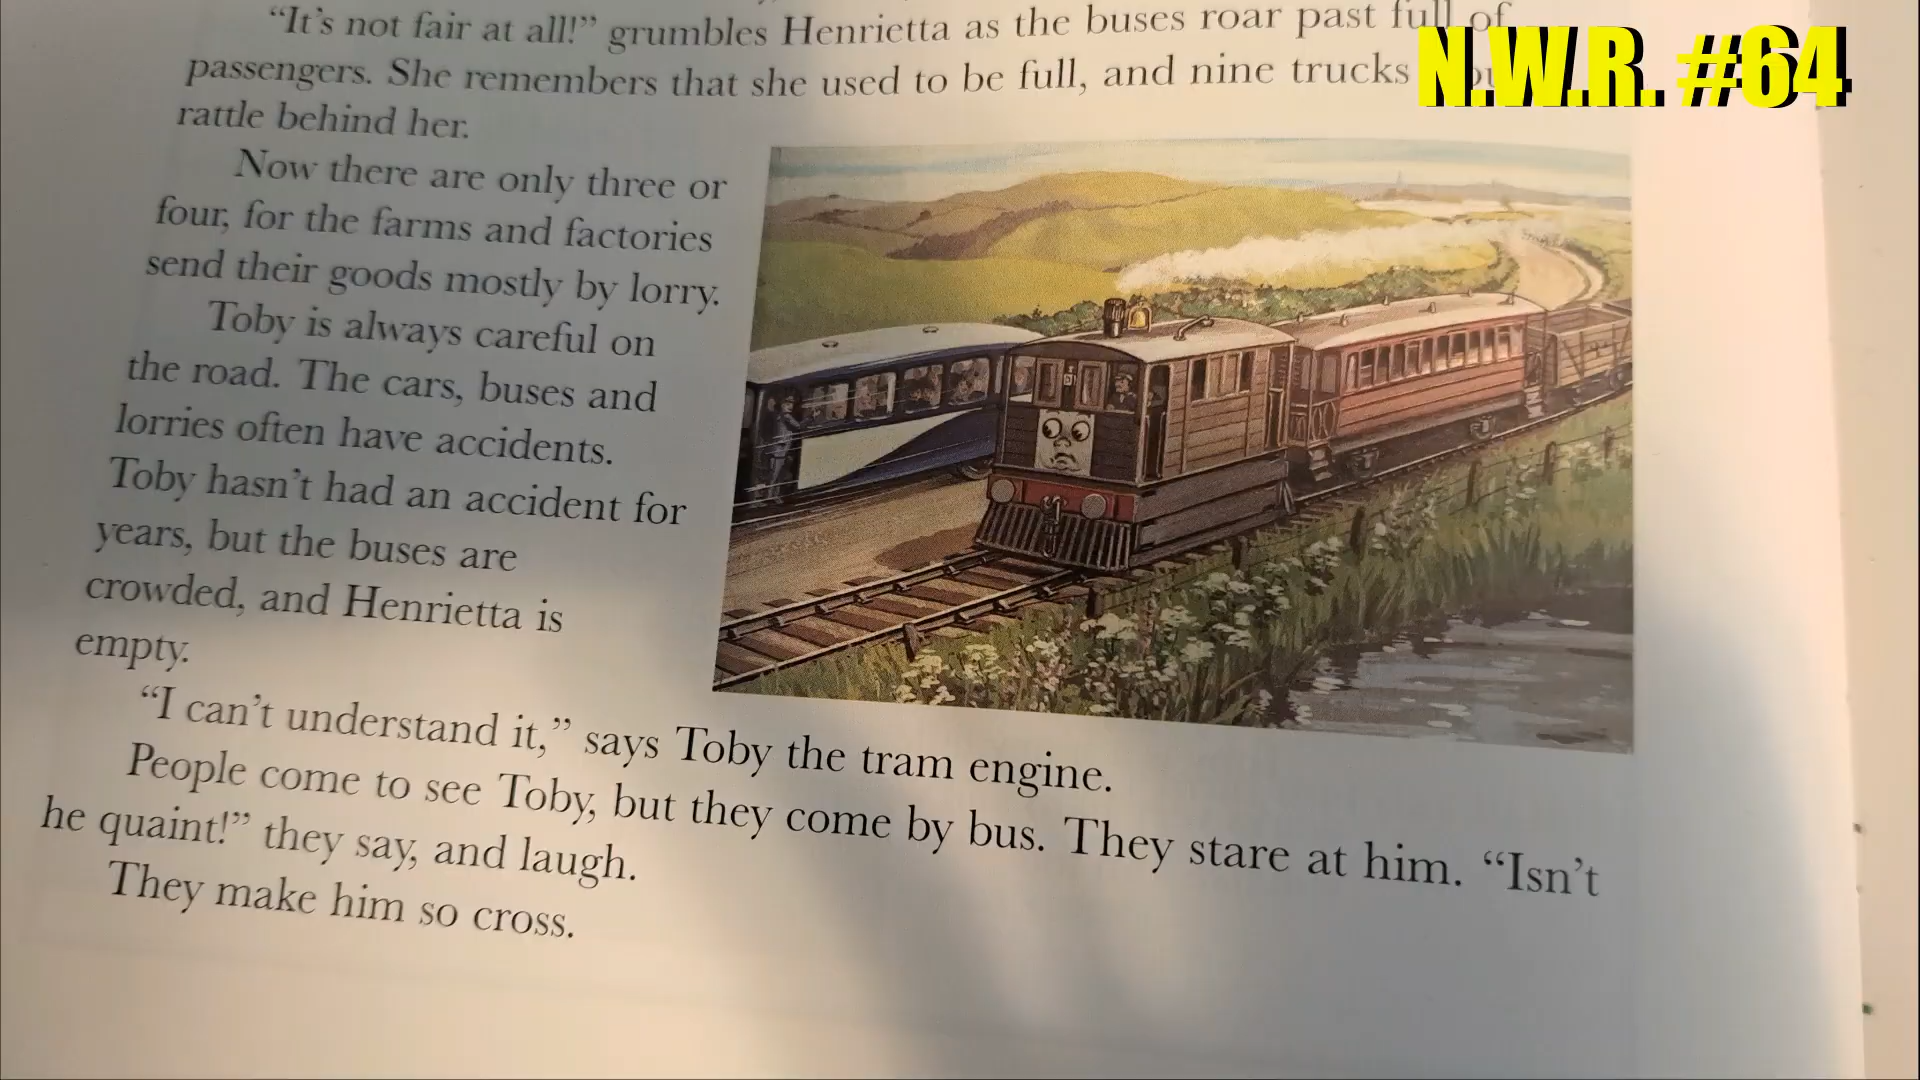 “It’s not fair at all!” grumbles Henrietta as the buses roar past full of
passengers. She remembers that she used to be full, and nine trucks
rattle behind her.
Now there are only three or
four, for the farms and factories
send their goods mostly by lorry.
Toby is always careful on
the road. The cars, buses and
lorries often have accidents.
Toby hasn’t had an accident for
years, but the buses are
crowded, and Henrietta is
empty.
“I can’t understand it,” says Toby the tram engine.
People come to see Toby, but they come by bus. They stare at him. “Isn’t
he quaint!” they say, and laugh.
They make him so cross.
N.W.R. #64